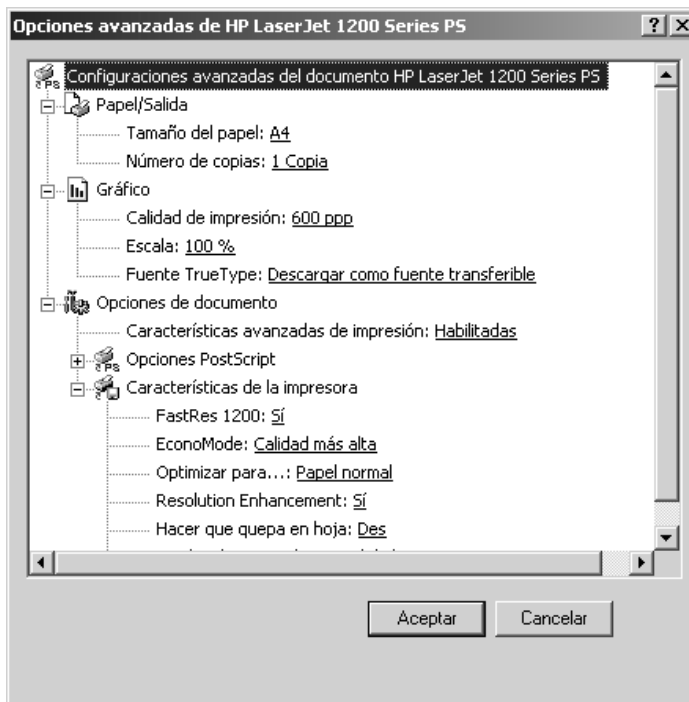 Opciones avanzadas de HP LaserJet 1200 Series PS
Configuraciones avanzadas del documento HP LaserJet 1200 Series PS
Papel/Salida
Tamaño del papel: A4
Número de copias: 1 Copia
Gráfico
Calidad de impresión: 600 ppp
Escala: 100 %
Fuente TrueType: Descargar como fuente transferible
Opciones de documento
Características avanzadas de impresión: Habilitadas
Opciones PostScript
Características de la impresora
FastRes 1200: Sí
EconoMode: Calidad más alta
Optimizar para...: Papel normal
Resolution Enhancement: Sí
Hacer que quepa en hoja: Des
Aceptar Cancelar